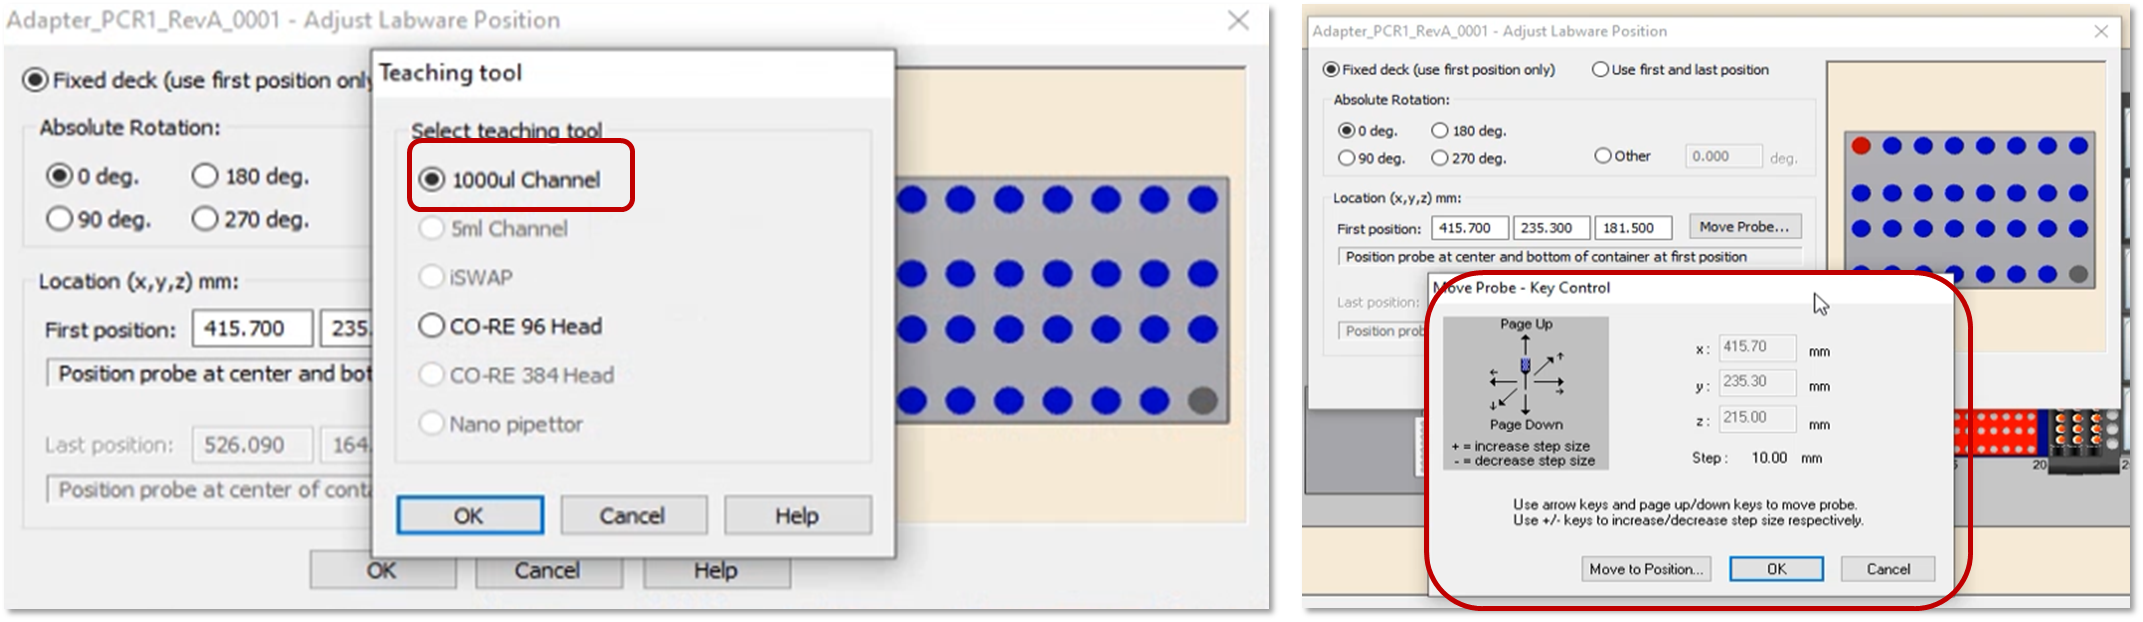 Adapter_PCR1_RevA_0001 - Adjust Labware Position
Fixed deck (use first position only
Absolute Rotation:
0 deg.
180 deg.
90 deg.
270 deg.
Location (x,y,z) mm:
First position:
415.700
235.
Position probe at center and bot
Last position:
526.090
164.
Position probe at center of conta
OK
Cancel
Help
Teaching tool
Select teaching tool
1000ul Channel
5ml Channel
iSWAP
CO-RE 96 Head
CO-RE 384 Head
Nano pipettor
OK
Cancel
Help
Adapter_PCR1_RevA_0001 - Adjust Labware Position
Fixed deck (use first position only)
Use first and last position
Absolute Rotation:
0 deg.
180 deg.
90 deg.
270 deg.
Other
0.000
deg.
Location (x,y,z) mm:
First position:
415.700
235.300
181.500
Move Probe...
Position probe at center and bottom of container at first position
Last position:
Position prob
Move Probe - Key Control
Page Up
Page Down
+ = increase step size
- = decrease step size
x: 415.70 mm
y: 235.30 mm
z: 215.00 mm
Step: 10.00 mm
Use arrow keys and page up/down keys to move probe.
Use +/- keys to increase/decrease step size respectively.
Move to Position...
OK
Cancel
20